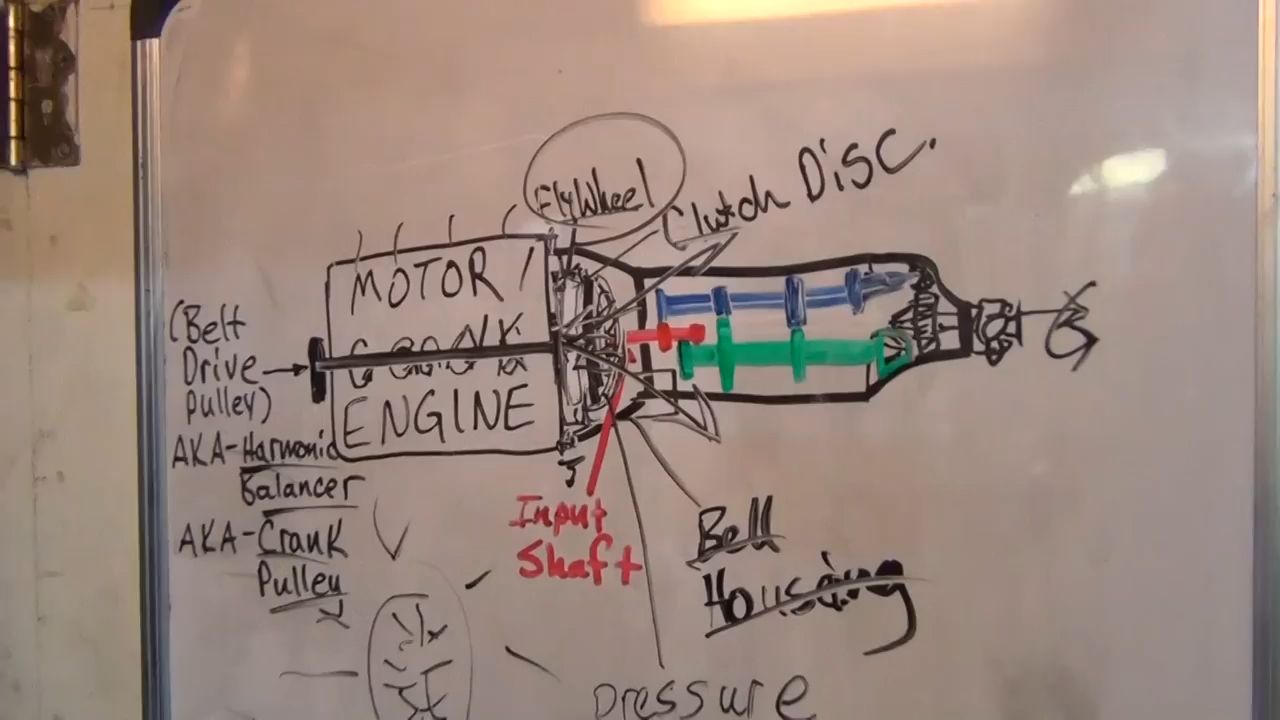 FlyWheel
Clutch Disc.
MOTOR /
CRANK
ENGINE
(Belt
Drive
pulley)
AKA-Harmonic
Balancer
AKA-Crank
Pulley
Input
Shaft
Bell
Housing
pressure